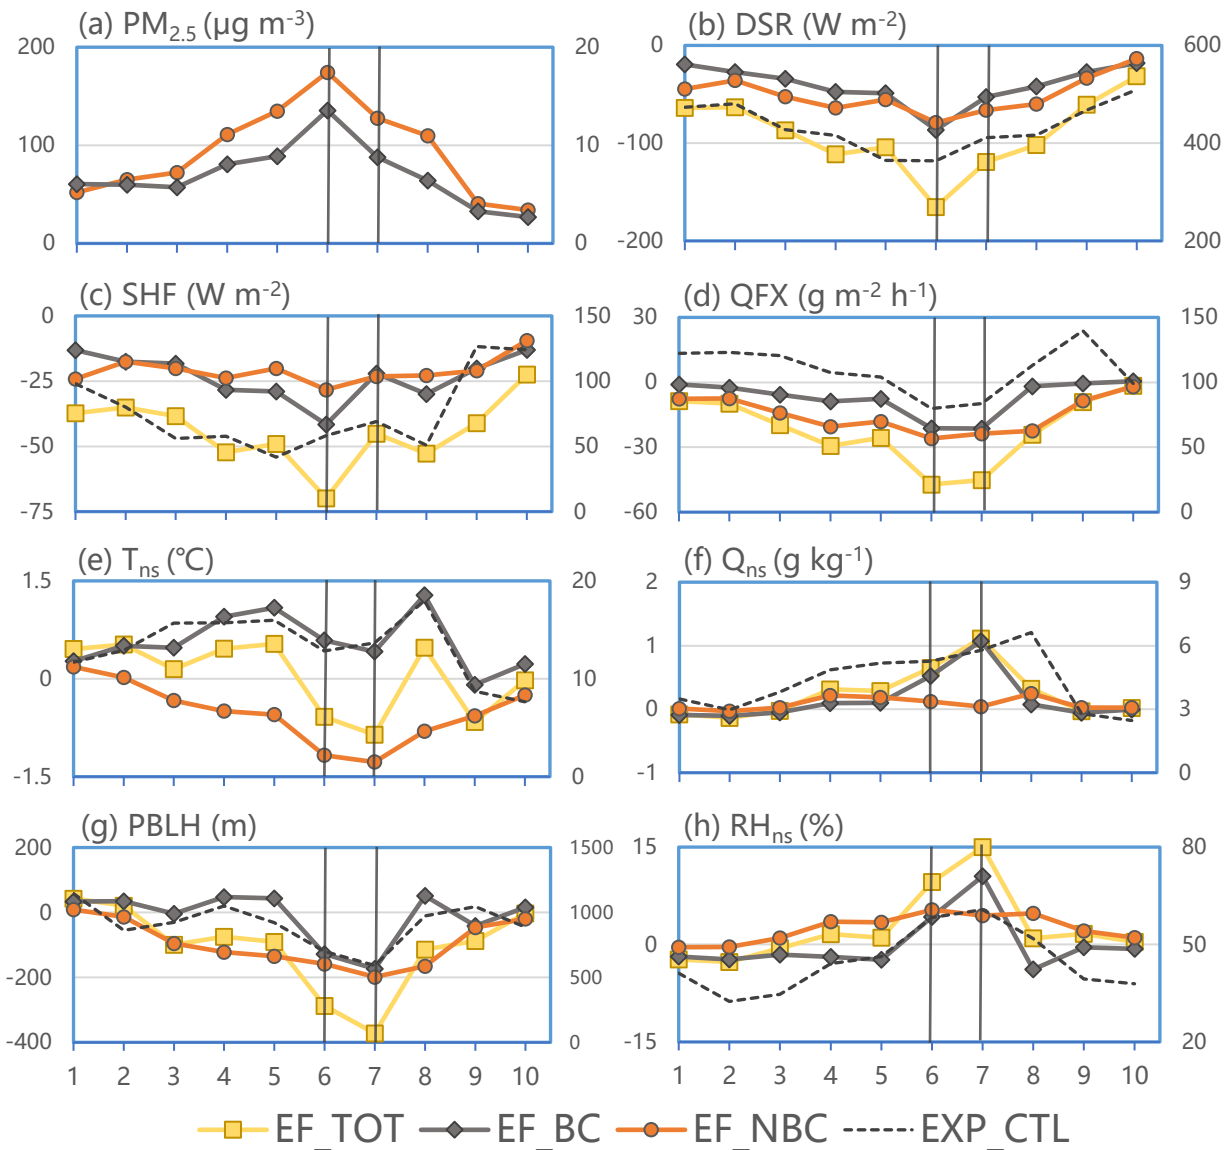 (a) PM2.5 (μg m-3)
200 20
100 10
0 0
(b) DSR (W m-2)
0 600
-100 400
-200 200
(c) SHF (W m-2)
0 150
-25 100
-50 50
-75 0
(d) QFX (g m-2 h-1)
30 150
0 100
-30 50
-60 0
(e) Tns (℃)
1.5 20
0 10
-1.5 0
(f) Qns (g kg-1)
2 9
1 6
0 3
-1 0
(g) PBLH (m)
200 1500
0 1000
-200 500
-400 0
1 2 3 4 5 6 7 8 9 10
(h) RHns (%)
15 80
0 50
-15 20
1 2 3 4 5 6 7 8 9 10
EF_TOT EF_BC EF_NBC EXP_CTL